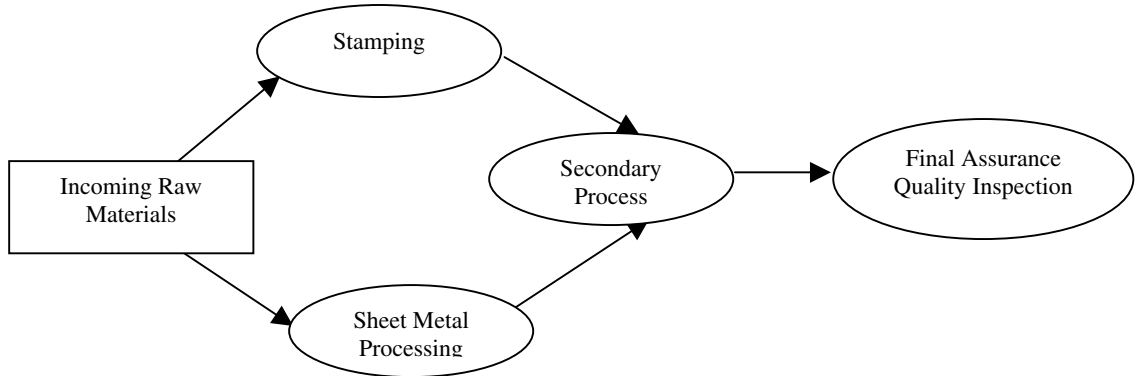 Stamping
Incoming Raw
Materials
Secondary
Process
Final Assurance
Quality Inspection
Sheet Metal
Processing